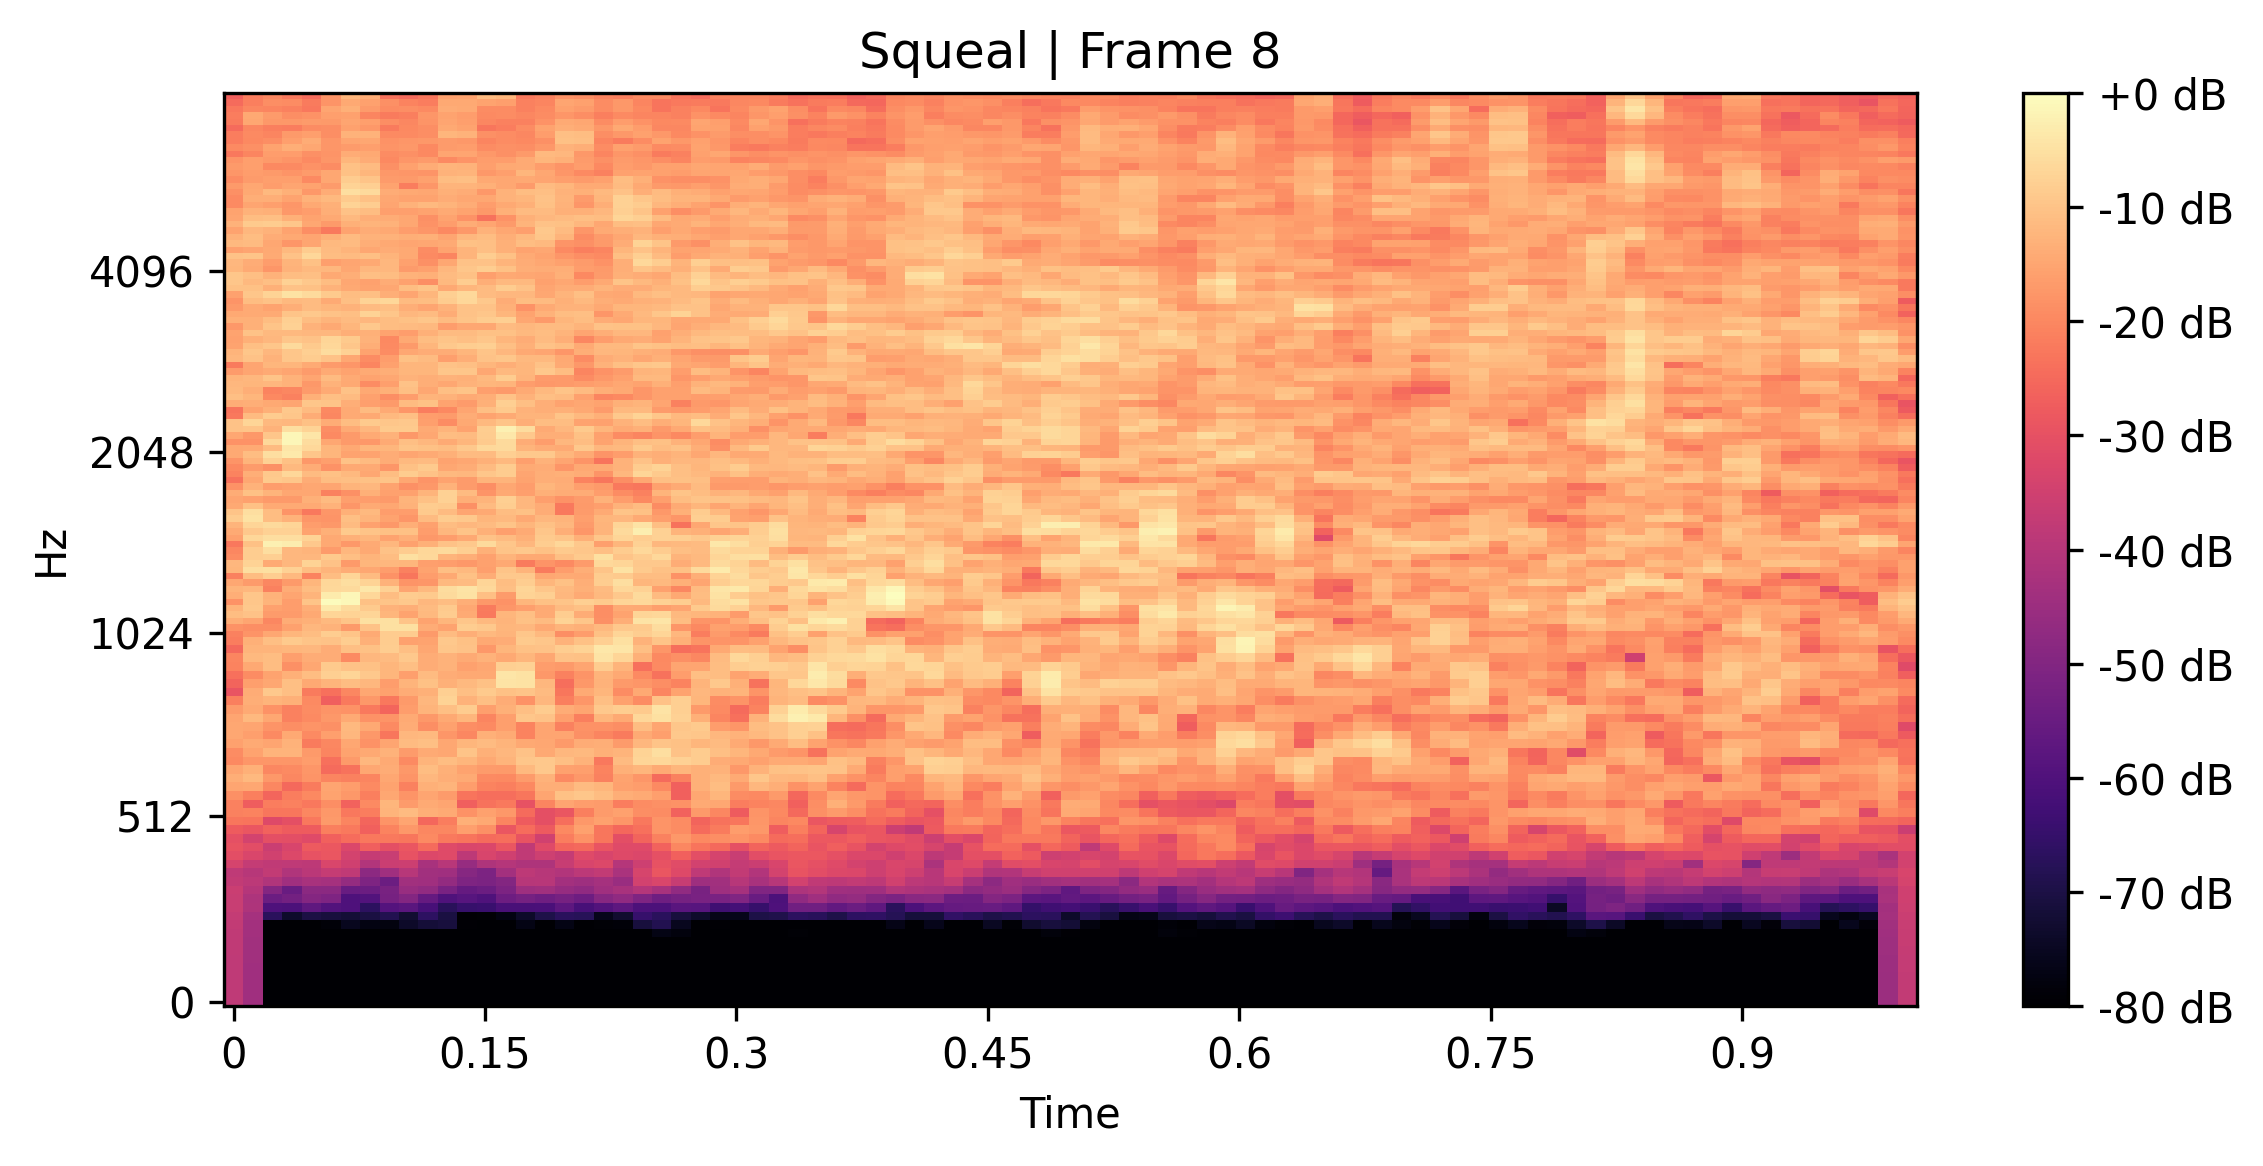 Squeal | Frame 8
+0 dB
-10 dB
-20 dB
-30 dB
-40 dB
-50 dB
-60 dB
-70 dB
-80 dB
Hz
4096
2048
1024
512
0
0 0.15 0.3 0.45 0.6 0.75 0.9
Time